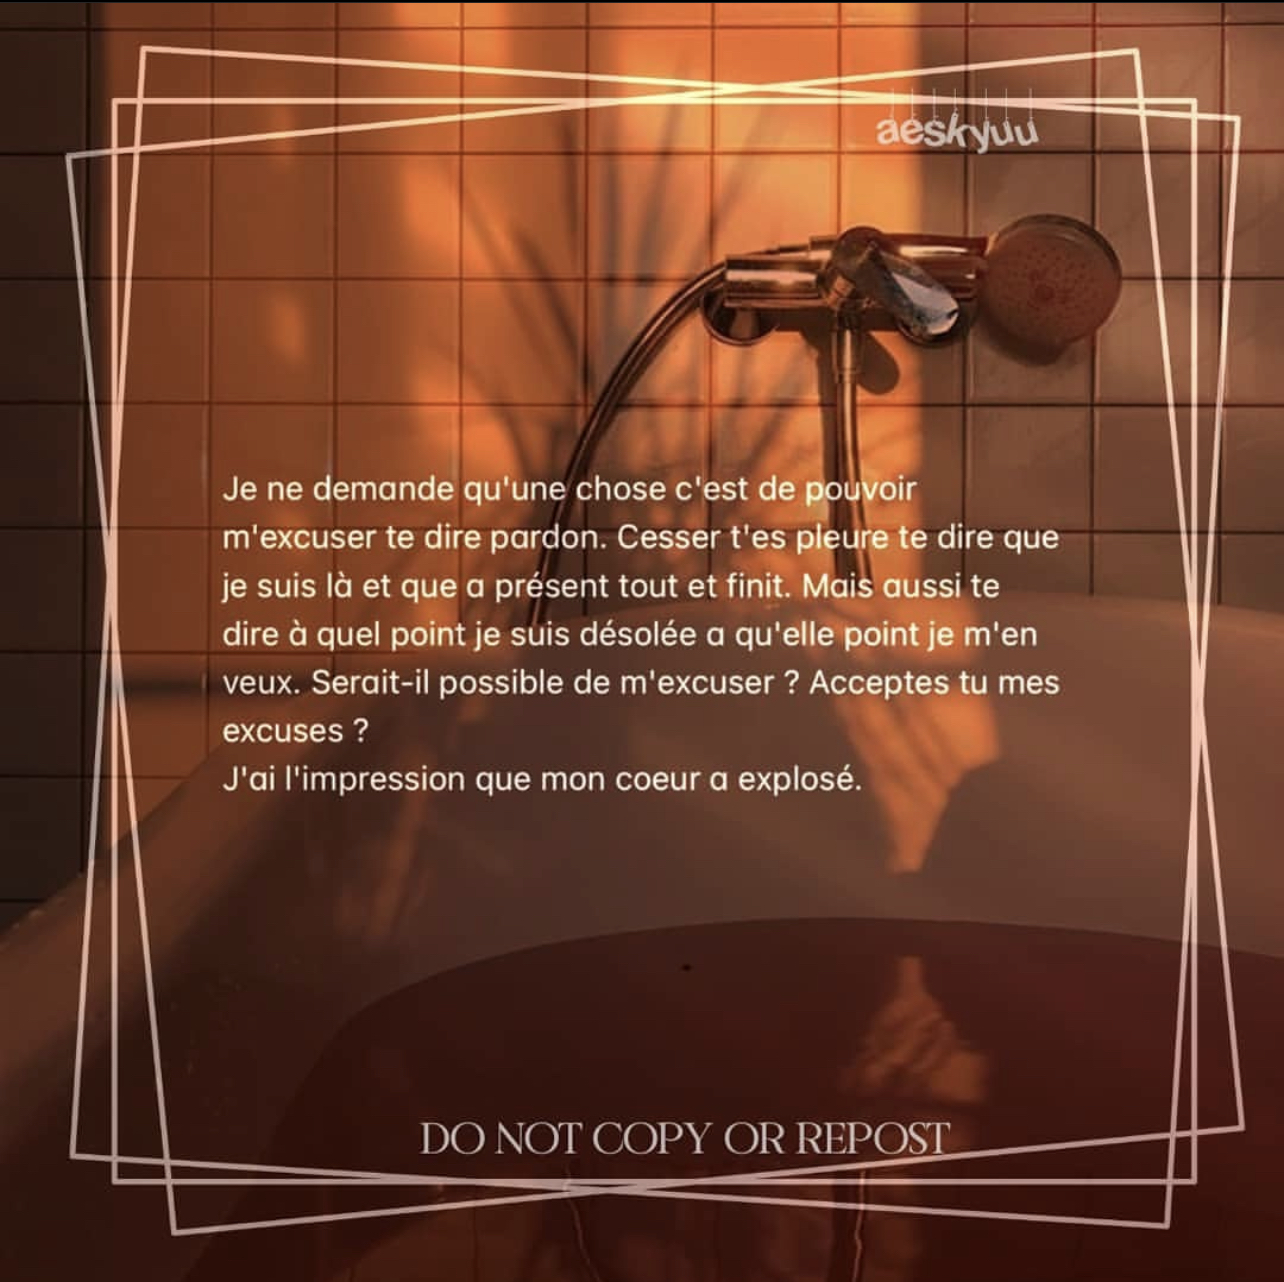 aeskyuu
Je ne demande qu'une chose c'est de pouvoir
m'excuser te dire pardon. Cesser t'es pleure te dire que
je suis là et que a présent tout et finit. Mais aussi te
dire à quel point je suis désolée a qu'elle point je m'en
veux. Serait-il possible de m'excuser ? Acceptes tu mes
excuses ?
J'ai l'impression que mon coeur a explosé.
DO NOT COPY OR REPOST